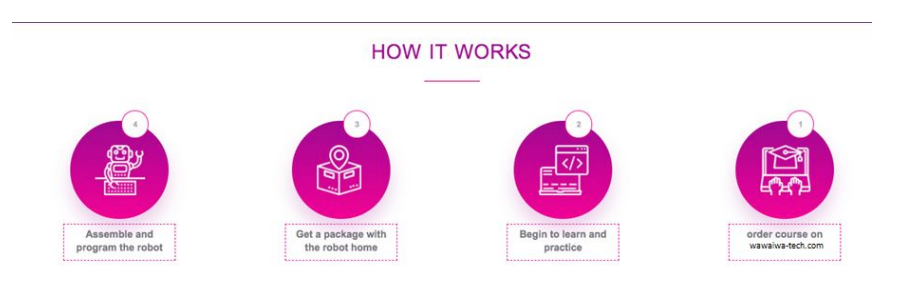 HOW IT WORKS
4
Assemble and
program the robot
3
Get a package with
the robot home
2
</>
Begin to learn and
practice
1
order course on
wawaiwa-tech.com